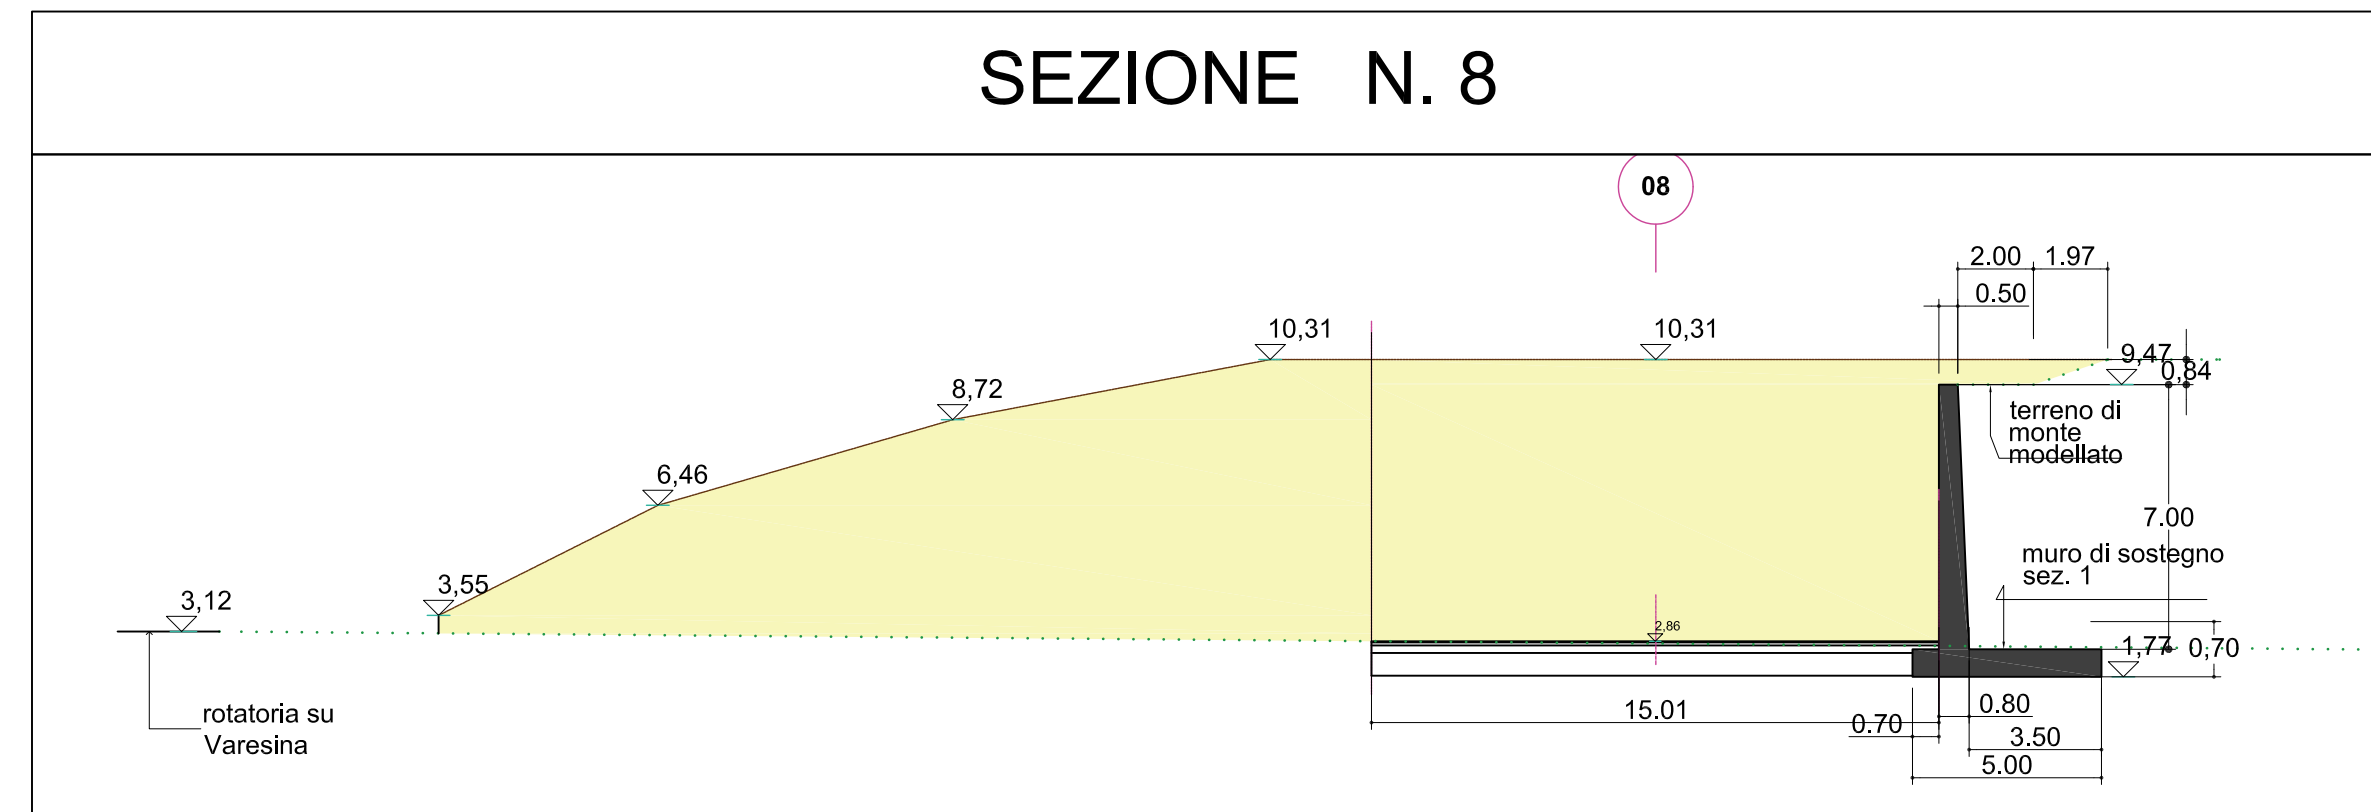 SEZIONE N. 8
08
2.00
1.97
0.50
10,31
10,31
9,47
0,84
8,72
terreno di
monte
modellato
6,46
7.00
muro di sostegno
sez. 1
3,55
3,12
2,86
1,77
0,70
rotatoria su
Varesina
15.01
0.70
0.80
3.50
5.00